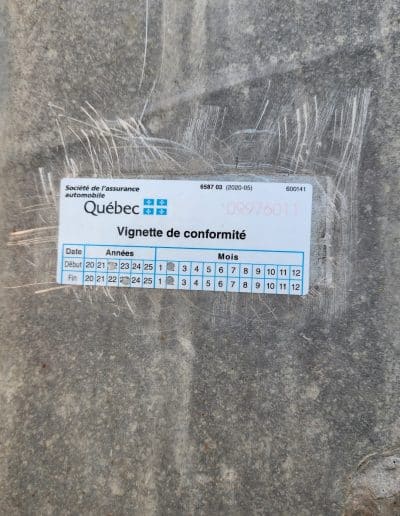 Société de l'assurance automobile 6587 03 (2020-05) 600141
Québec 09976011
Vignette de conformité
Date Années Mois
Début 20 21 23 24 25 1 3 4 5 6 7 8 9 10 11 12
Fin 20 21 22 24 25 1 3 4 5 6 7 8 9 10 11 12